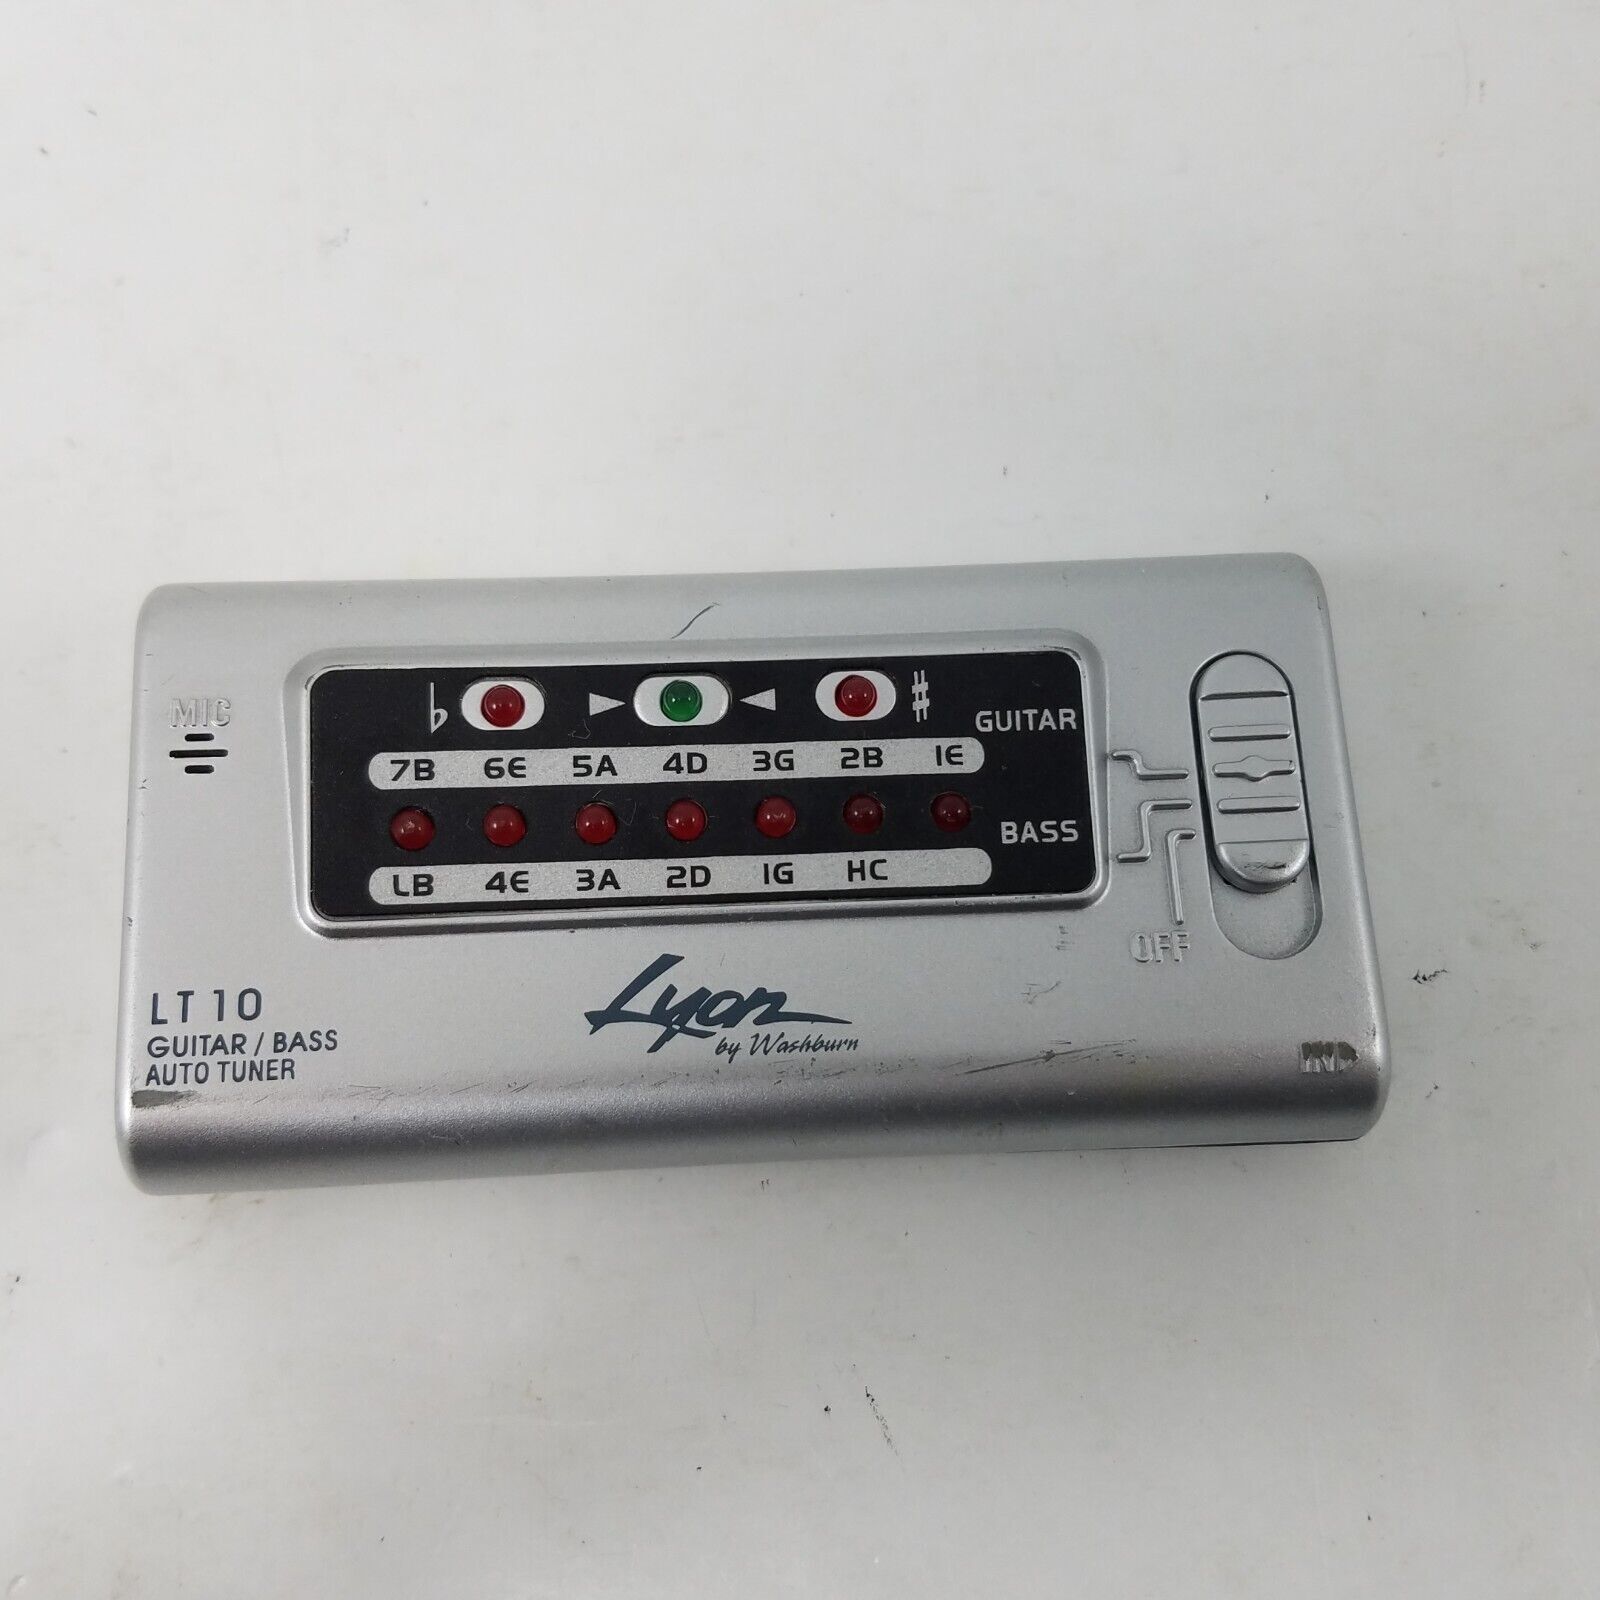 MIC
♭ ► ◄ ♯
GUITAR
7B 6E 5A 4D 3G 2B 1E
BASS
LB 4E 3A 2D 1G HC
OFF
LT 10
GUITAR / BASS
AUTO TUNER
Lyon
by Washburn